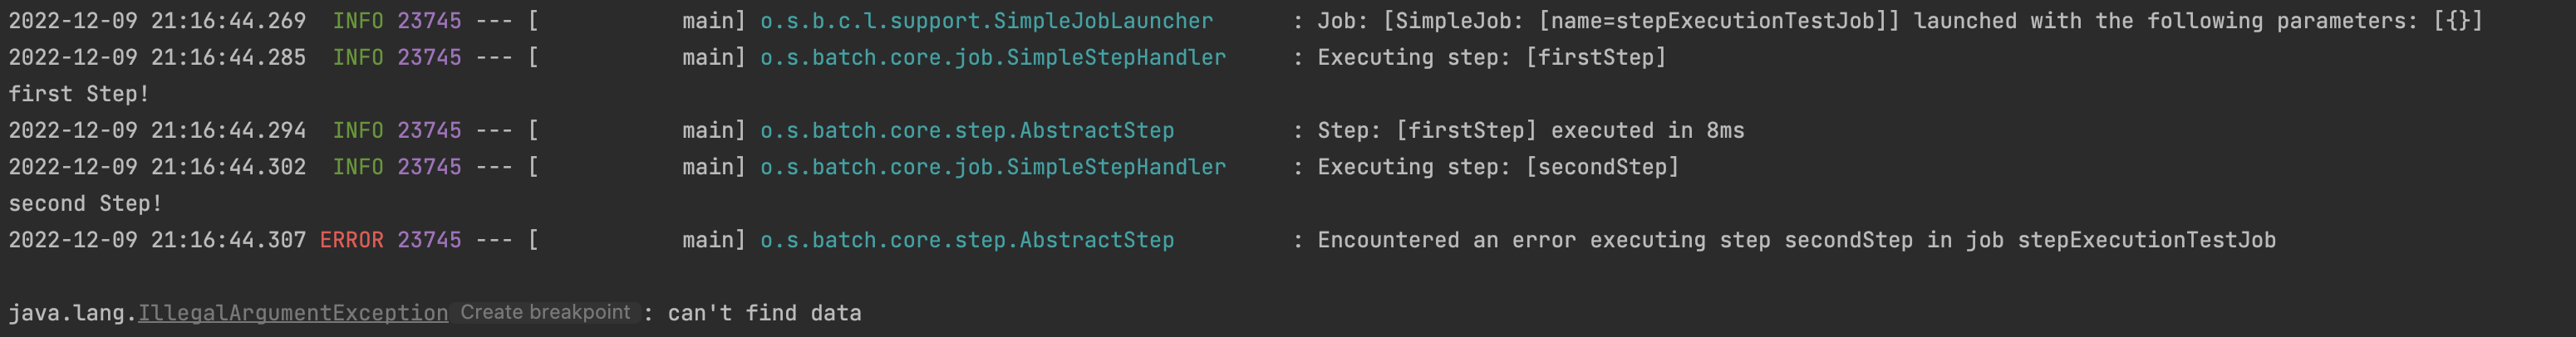 2022-12-09 21:16:44.269  INFO 23745 --- [           main] o.s.b.c.l.support.SimpleJobLauncher      : Job: [SimpleJob: [name=stepExecutionTestJob]] launched with the following parameters: [{}]
2022-12-09 21:16:44.285  INFO 23745 --- [           main] o.s.batch.core.job.SimpleStepHandler     : Executing step: [firstStep]
first Step!
2022-12-09 21:16:44.294  INFO 23745 --- [           main] o.s.batch.core.step.AbstractStep         : Step: [firstStep] executed in 8ms
2022-12-09 21:16:44.302  INFO 23745 --- [           main] o.s.batch.core.job.SimpleStepHandler     : Executing step: [secondStep]
second Step!
2022-12-09 21:16:44.307 ERROR 23745 --- [           main] o.s.batch.core.step.AbstractStep         : Encountered an error executing step secondStep in job stepExecutionTestJob
java.lang.IllegalArgumentException Create breakpoint : can't find data